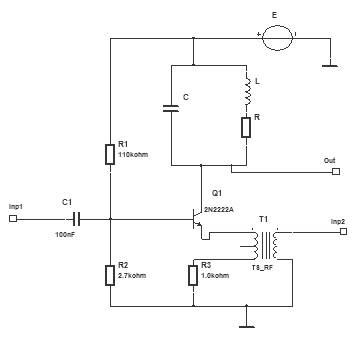 E
+
L
C
R
R1
110kohm
Out
Q1
2N2222A
Inp1
C1
100nF
T1
Inp2
TS_RF
R2
2.7kohm
R3
1.0kohm